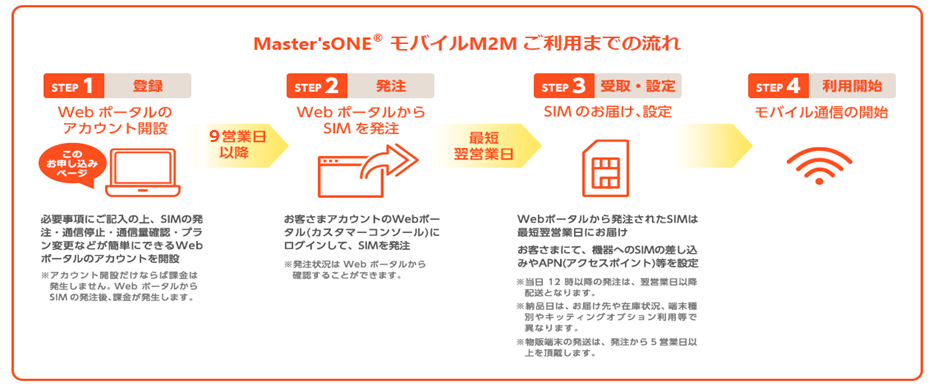 Master'sONE® モバイルM2M ご利用までの流れ
STEP 1 登録
Web ポータルの
アカウント開設
この
お申し込み
ページ
必要事項にご記入の上、SIMの発
注・通信停止・通信量確認・プラ
ン変更などが簡単にできるWeb
ポータルのアカウントを開設
※アカウント開設だけならば課金は
発生しません。Web ポータルから
SIM の発注後、課金が発生します。
9営業日
以降
STEP 2 発注
Web ポータルから
SIM を発注
お客さまアカウントのWebポー
タル(カスタマーコンソール)に
ログインして、SIMを発注
※発注状況は Web ポータルから
確認することができます。
最短
翌営業日
STEP 3 受取・設定
SIM のお届け、設定
Webポータルから発注されたSIMは
最短翌営業日にお届け
お客さまにて、機器へのSIMの差し込
みやAPN(アクセスポイント)等を設定
※当日 12 時以降の発注は、翌営業日以降
配送となります。
※納品日は、お届け先や在庫状況、端末種
別やキッティングオプション利用等で
異なります。
※物販端末の発送は、発注から 5 営業日以
上を頂戴します。
STEP 4 利用開始
モバイル通信の開始